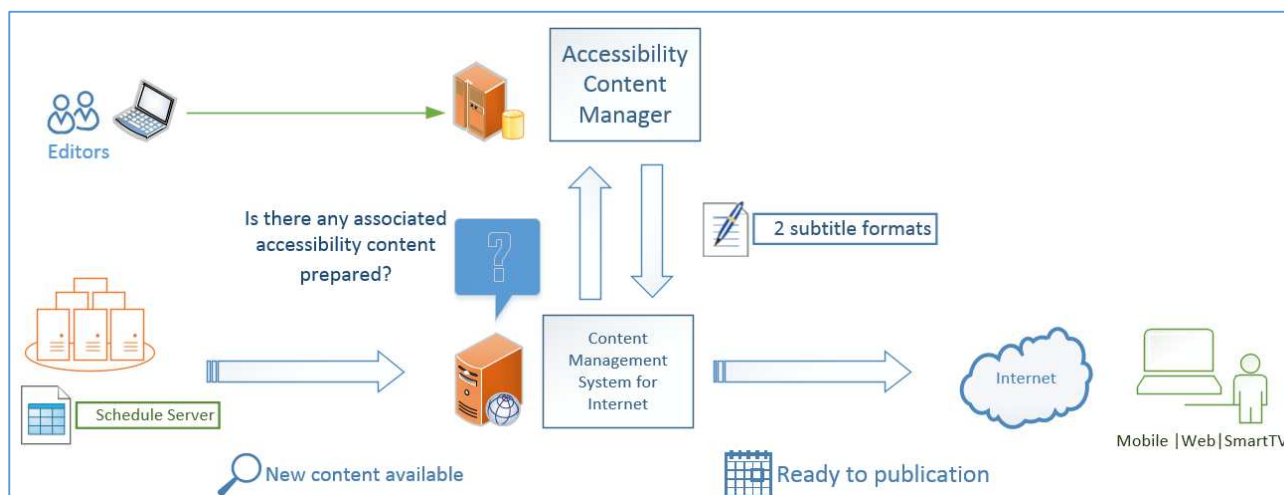 Accessibility
Content
Manager
Editors
Is there any associated
accessibility content
prepared?
?
2 subtitle formats
Content
Management
System for
Internet
Internet
Schedule Server
Mobile |Web|SmartTV
New content available
Ready to publication